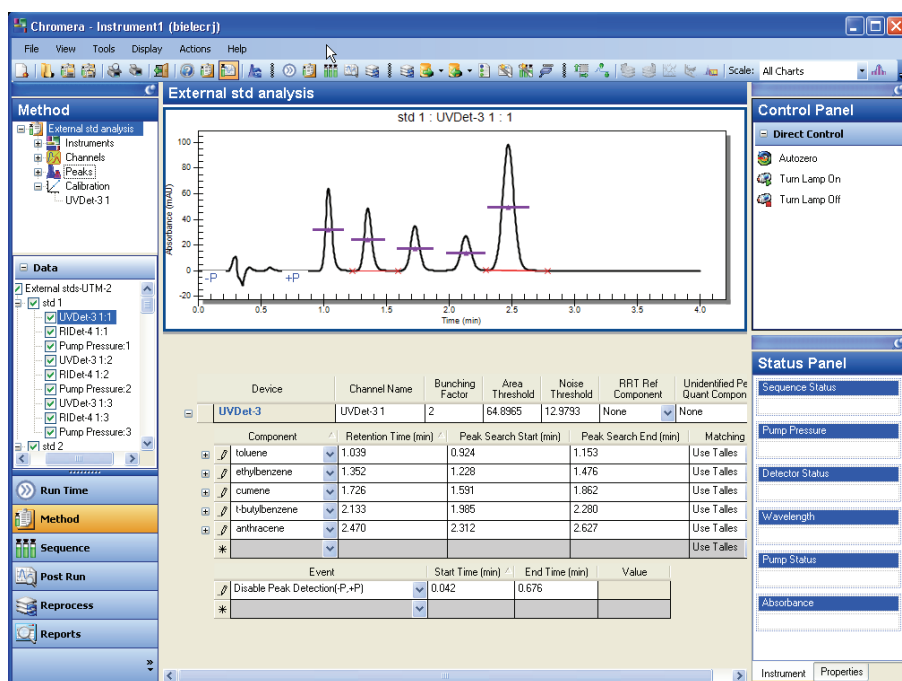 Chromera - Instrument1 (bielecrj)
File View Tools Display Actions Help
Scale: All Charts
Method
External std analysis
Instruments
Channels
Peaks
Calibration
UVDet-3 1
Data
External stds-UTM-2
std 1
UVDet-3 1:1
RIDet-4 1:1
Pump Pressure:1
UVDet-3 1:2
RIDet-4 1:2
Pump Pressure:2
UVDet-3 1:3
RIDet-4 1:3
Pump Pressure:3
std 2
Run Time
Method
Sequence
Post Run
Reprocess
Reports
External std analysis
std 1 : UVDet-3 1 : 1
Absorbance (mAU)
100
80
60
40
20
0
-20
-P +P
0.0 0.5 1.0 1.5 2.0 2.5 3.0 3.5 4.0
Time (min)
Device Channel Name Bunching Factor Area Threshold Noise Threshold RRT Ref Component Unidentified Pe Quant Compon
UVDet-3 UVDet-3 1 2 64.8965 12.9793 None None
Component Retention Time (min) Peak Search Start (min) Peak Search End (min) Matching
toluene 1.039 0.924 1.153 Use Talles
ethylbenzene 1.352 1.228 1.476 Use Talles
cumene 1.726 1.591 1.862 Use Talles
t-butylbenzene 2.133 1.985 2.280 Use Talles
anthracene 2.470 2.312 2.627 Use Talles
Use Talles
Event Start Time (min) End Time (min) Value
Disable Peak Detection(-P,+P) 0.042 0.676
Control Panel
Direct Control
Autozero
Turn Lamp On
Turn Lamp Off
Status Panel
Sequence Status
Pump Pressure
Detector Status
Wavelength
Pump Status
Absorbance
Instrument Properties